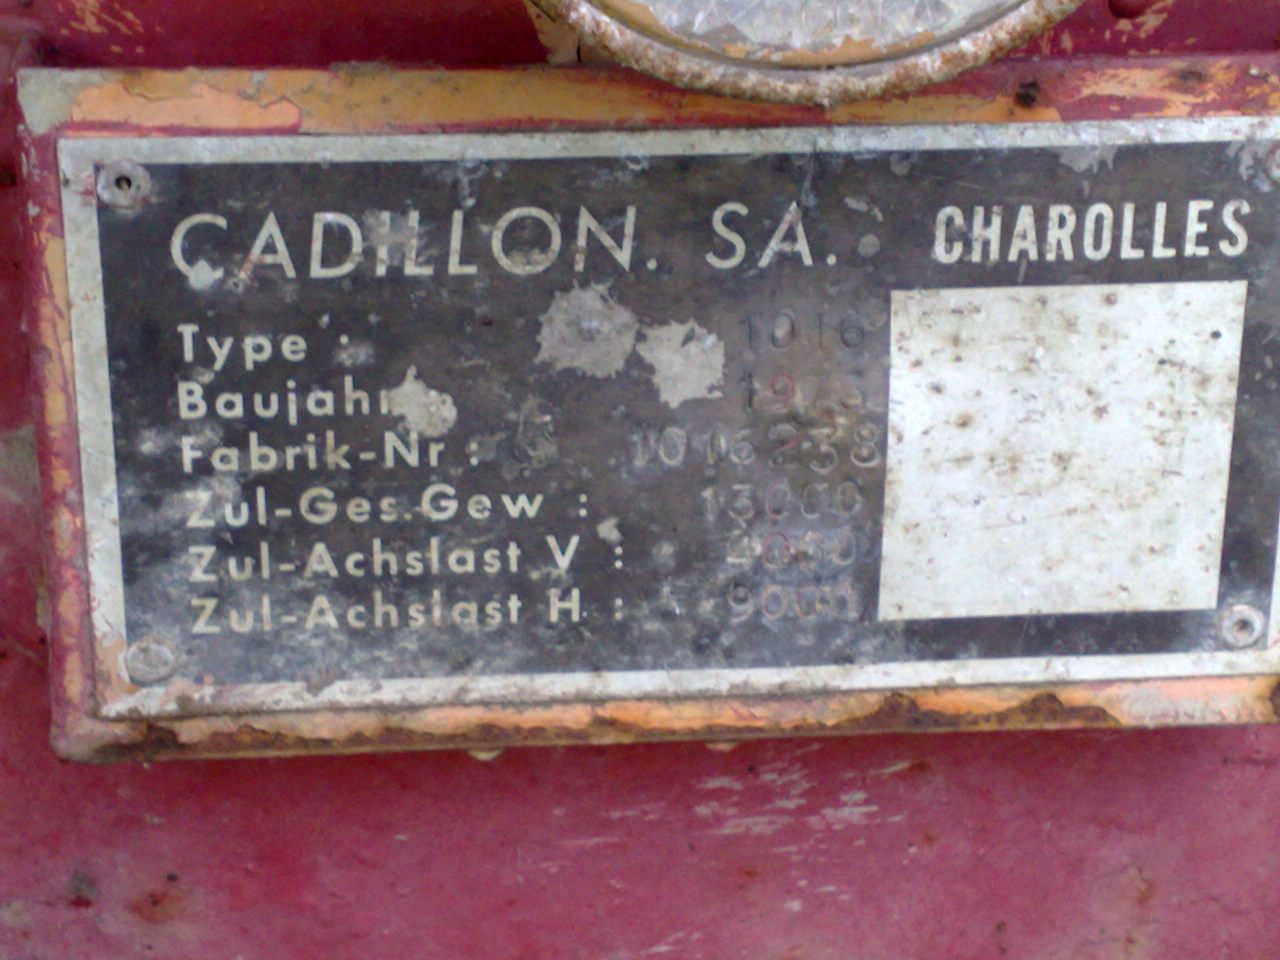 CADILLON. SA. CHAROLLES
Type : 1016
Baujahr
Fabrik-Nr : 1016238
Zul-Ges.Gew : 13000
Zul-Achslast V :
Zul-Achslast H :